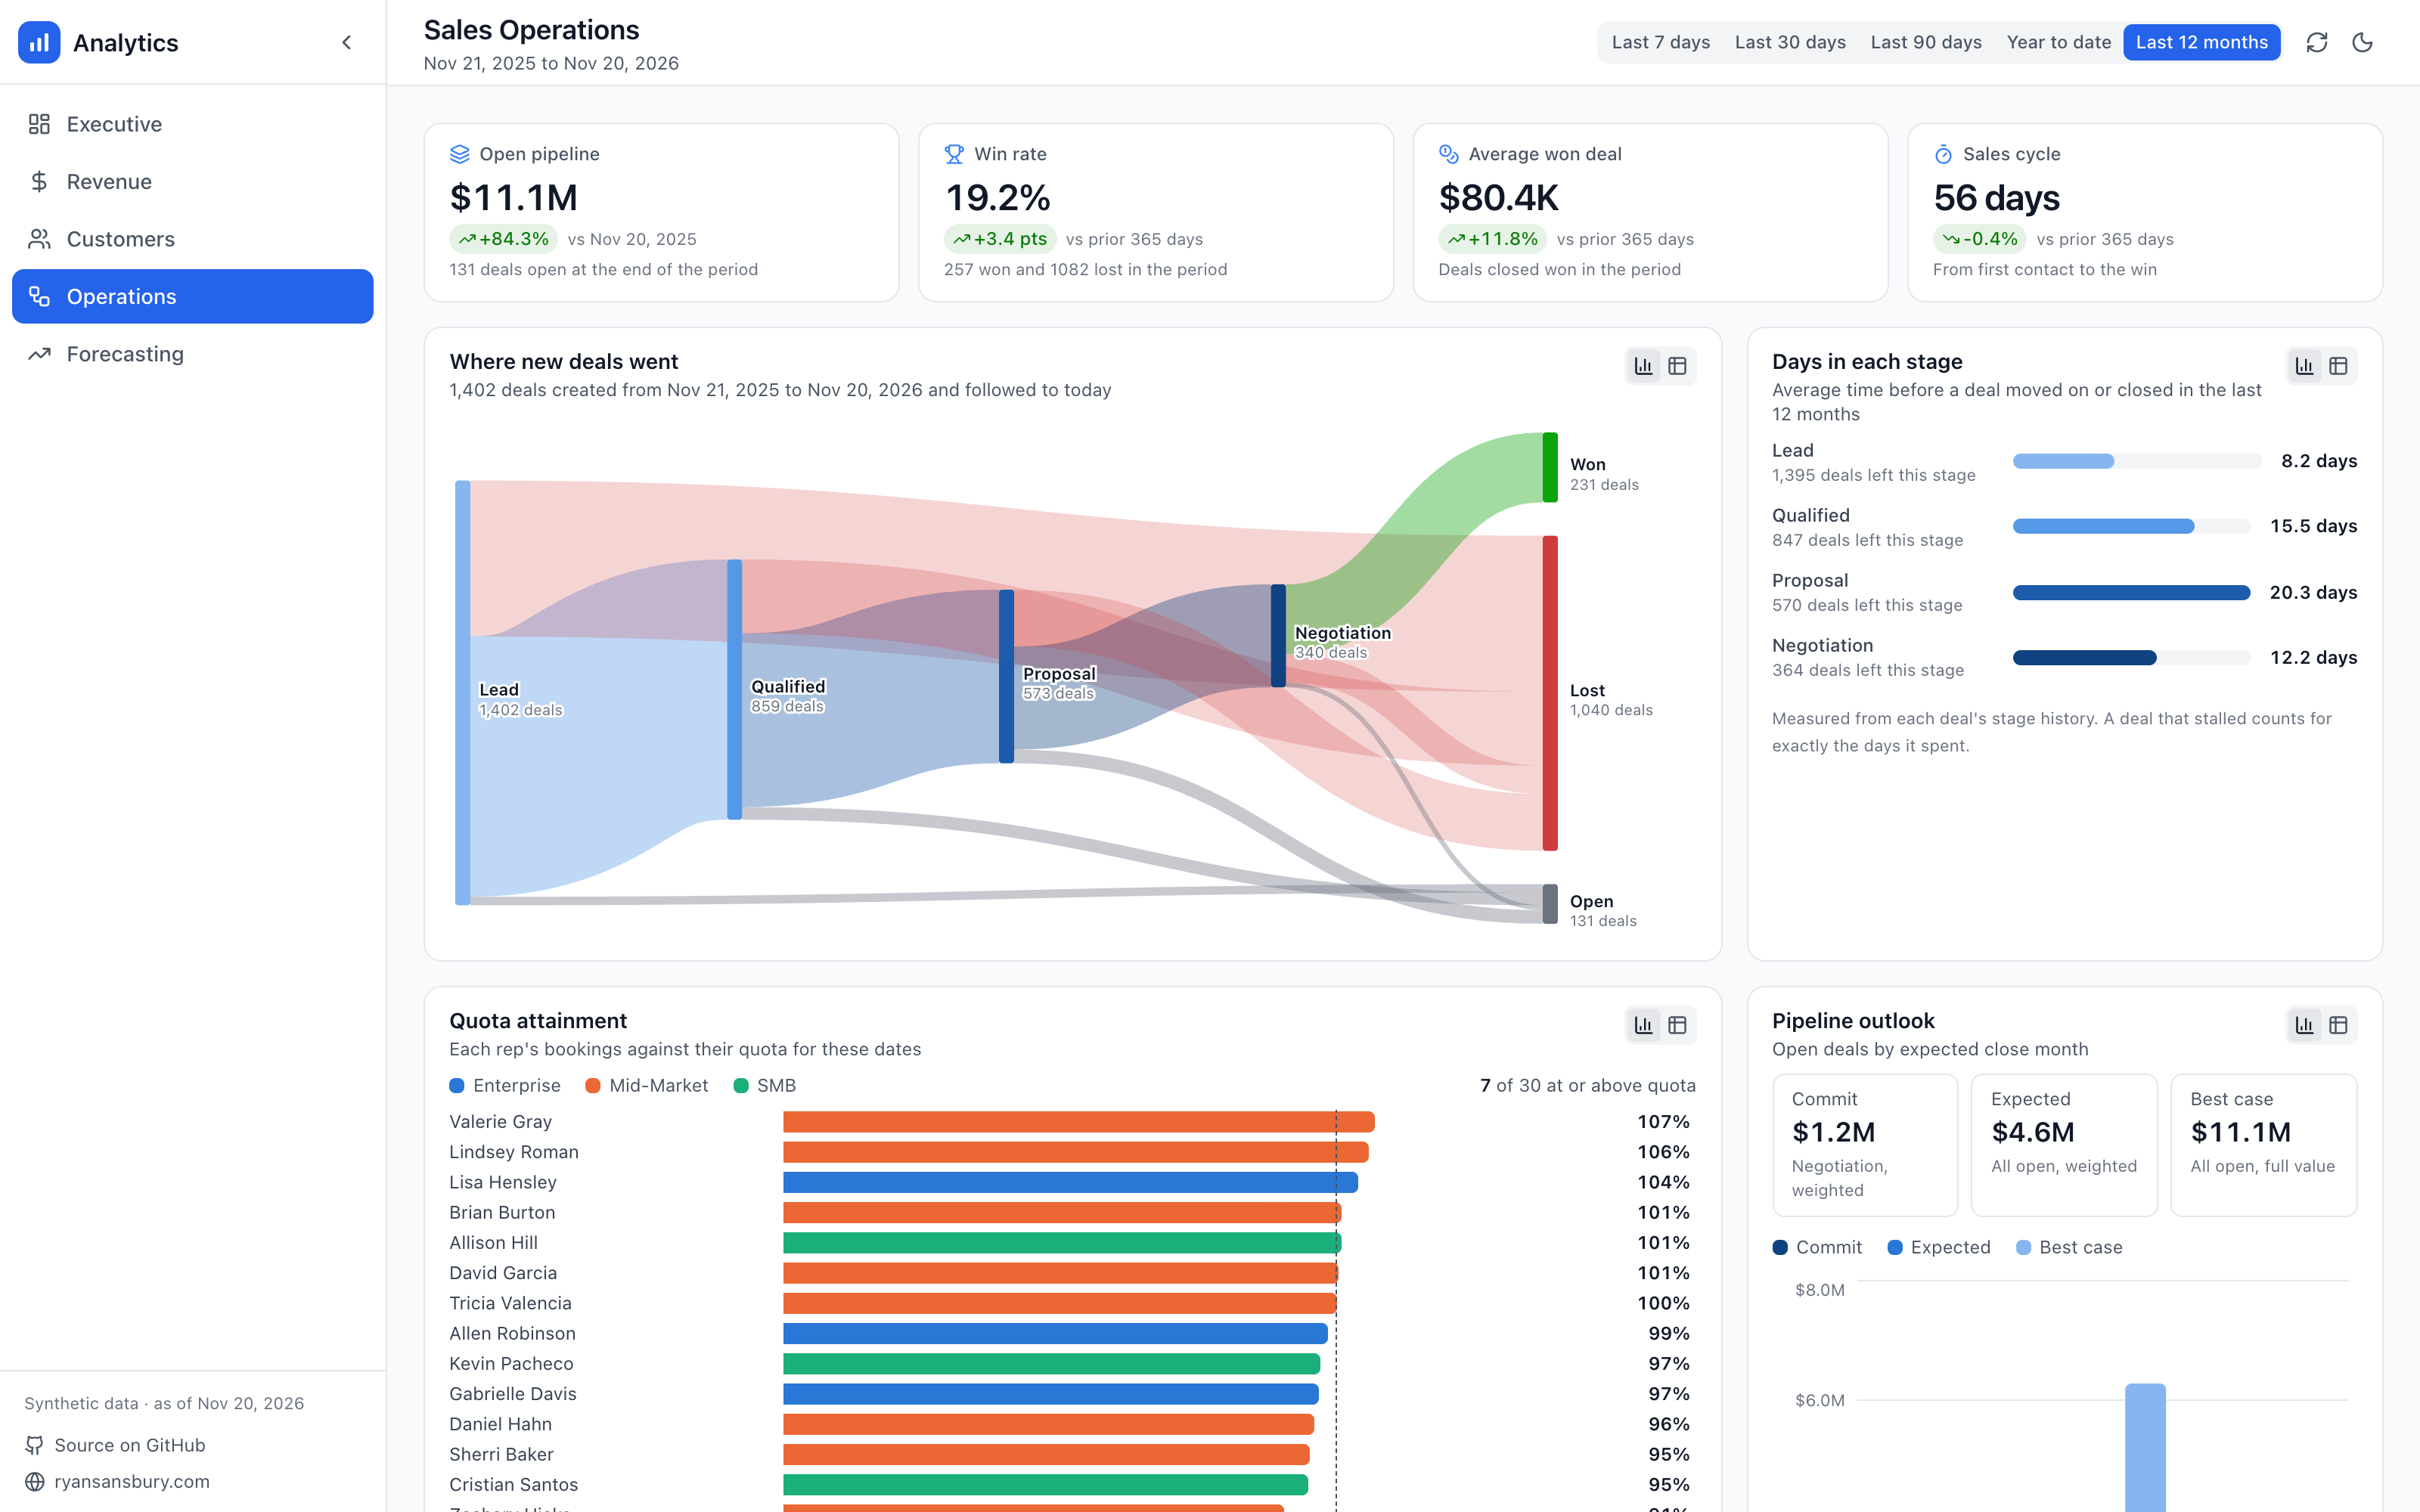 Analytics
Executive
Revenue
Customers
Operations
Forecasting
Synthetic data · as of Nov 20, 2026
Source on GitHub
ryansansbury.com
Sales Operations
Nov 21, 2025 to Nov 20, 2026
Last 7 days
Last 30 days
Last 90 days
Year to date
Last 12 months
Open pipeline
$11.1M
+84.3% vs Nov 20, 2025
131 deals open at the end of the period
Win rate
19.2%
+3.4 pts vs prior 365 days
257 won and 1082 lost in the period
Average won deal
$80.4K
+11.8% vs prior 365 days
Deals closed won in the period
Sales cycle
56 days
-0.4% vs prior 365 days
From first contact to the win
Where new deals went
1,402 deals created from Nov 21, 2025 to Nov 20, 2026 and followed to today
Lead
1,402 deals
Qualified
859 deals
Proposal
573 deals
Negotiation
340 deals
Won
231 deals
Lost
1,040 deals
Open
131 deals
Days in each stage
Average time before a deal moved on or closed in the last
12 months
Lead
1,395 deals left this stage
8.2 days
Qualified
847 deals left this stage
15.5 days
Proposal
570 deals left this stage
20.3 days
Negotiation
364 deals left this stage
12.2 days
Measured from each deal's stage history. A deal that stalled counts for
exactly the days it spent.
Quota attainment
Each rep's bookings against their quota for these dates
Enterprise
Mid-Market
SMB
7 of 30 at or above quota
Valerie Gray 107%
Lindsey Roman 106%
Lisa Hensley 104%
Brian Burton 101%
Allison Hill 101%
David Garcia 101%
Tricia Valencia 100%
Allen Robinson 99%
Kevin Pacheco 97%
Gabrielle Davis 97%
Daniel Hahn 96%
Sherri Baker 95%
Cristian Santos 95%
Pipeline outlook
Open deals by expected close month
Commit
$1.2M
Negotiation,
weighted
Expected
$4.6M
All open, weighted
Best case
$11.1M
All open, full value
Commit
Expected
Best case
$8.0M
$6.0M